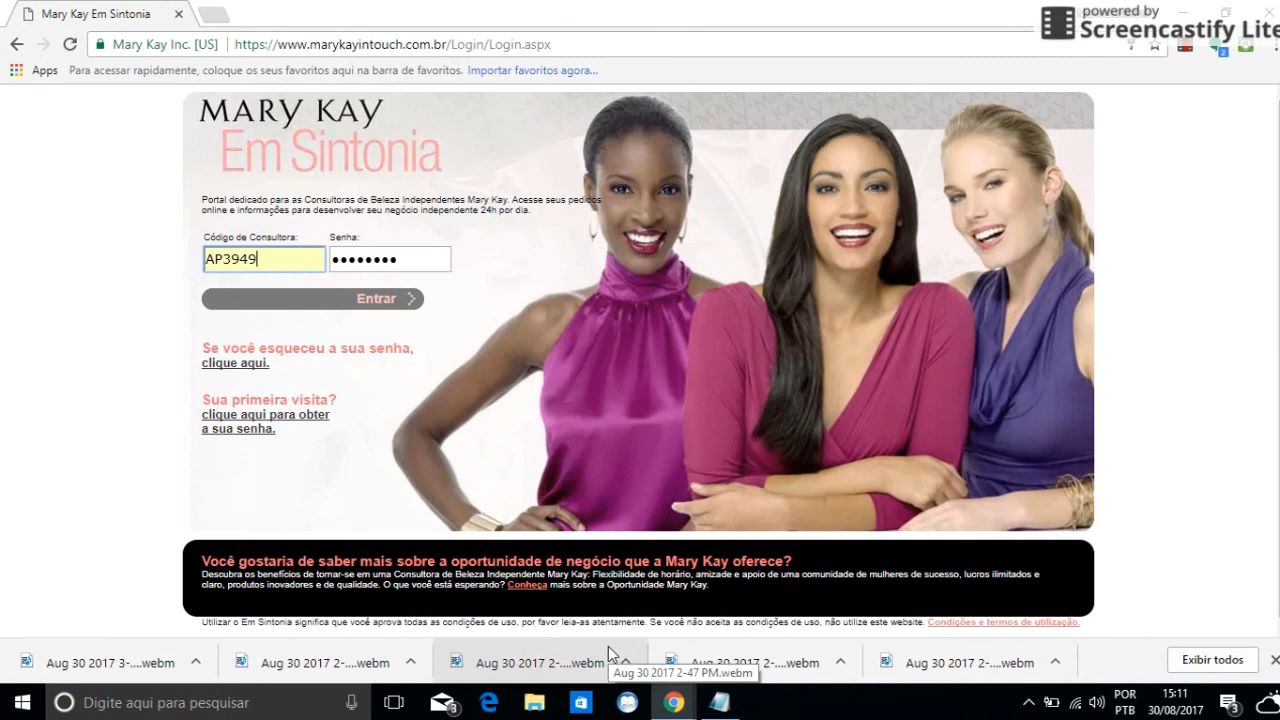 powered by
Screencastify Lite
Mary Kay Em Sintonia
Mary Kay Inc. [US]
https://www.marykayintouch.com.br/Login/Login.aspx
2
Apps
Para acessar rapidamente, coloque os seus favoritos aqui na barra de favoritos.
Importar favoritos agora...
MARY KAY
Em Sintonia
Portal dedicado para as Consultoras de Beleza Independentes Mary Kay. Acesse seus pedidos
online e informações para desenvolver seu negócio independente 24h por dia.
Código de Consultora: Senha:
AP3949 ••••••••
Entrar
Se você esqueceu a sua senha,
clique aqui.
Sua primeira visita?
clique aqui para obter
a sua senha.
Você gostaria de saber mais sobre a oportunidade de negócio que a Mary Kay oferece?
Descubra os benefícios de tornar-se em uma Consultora de Beleza Independente Mary Kay: Flexibilidade de horário, amizade e apoio de uma comunidade de mulheres de sucesso, lucros ilimitados e
claro, produtos inovadores e de qualidade. O que você está esperando? Conheça mais sobre a Oportunidade Mary Kay.
Utilizar o Em Sintonia significa que você aprova todas as condições de uso, por favor leia-as atentamente. Se você não aceita as condições de uso, não utilize este website. Condições e termos de utilização.
Aug 30 2017 3-....webm
Aug 30 2017 2-....webm
Aug 30 2017 2-....webm
Aug 30 2017 2-....webm
Aug 30 2017 2-....webm
Exibir todos
Aug 30 2017 2-47 PM.webm
Digite aqui para pesquisar
3
POR
PTB
15:11
30/08/2017
3